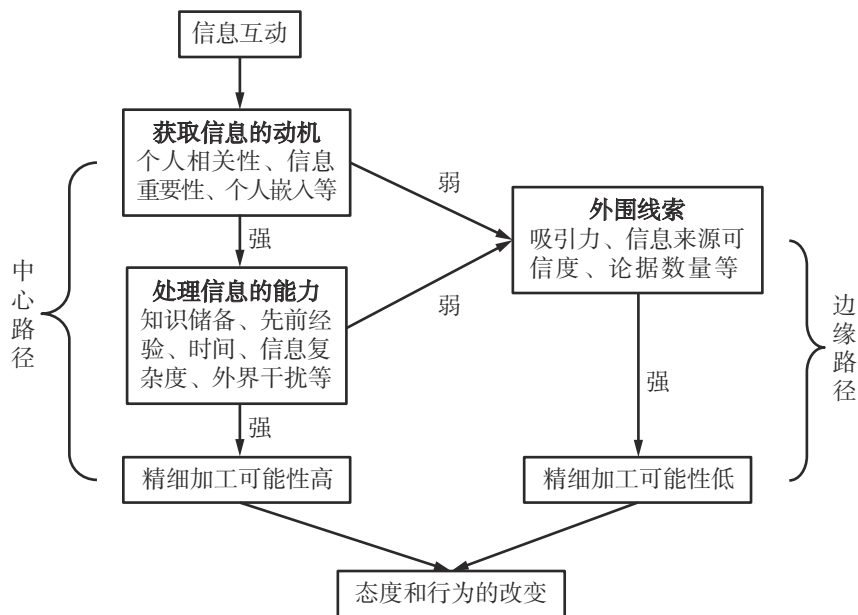 信息互动
获取信息的动机
个人相关性、信息
重要性、个人嵌入等
弱
强
外围线索
吸引力、信息来源可
信度、论据数量等
处理信息的能力
知识储备、先前经
验、时间、信息复
杂度、外界干扰等
弱
中心路径
边缘路径
强
强
精细加工可能性高
精细加工可能性低
态度和行为的改变